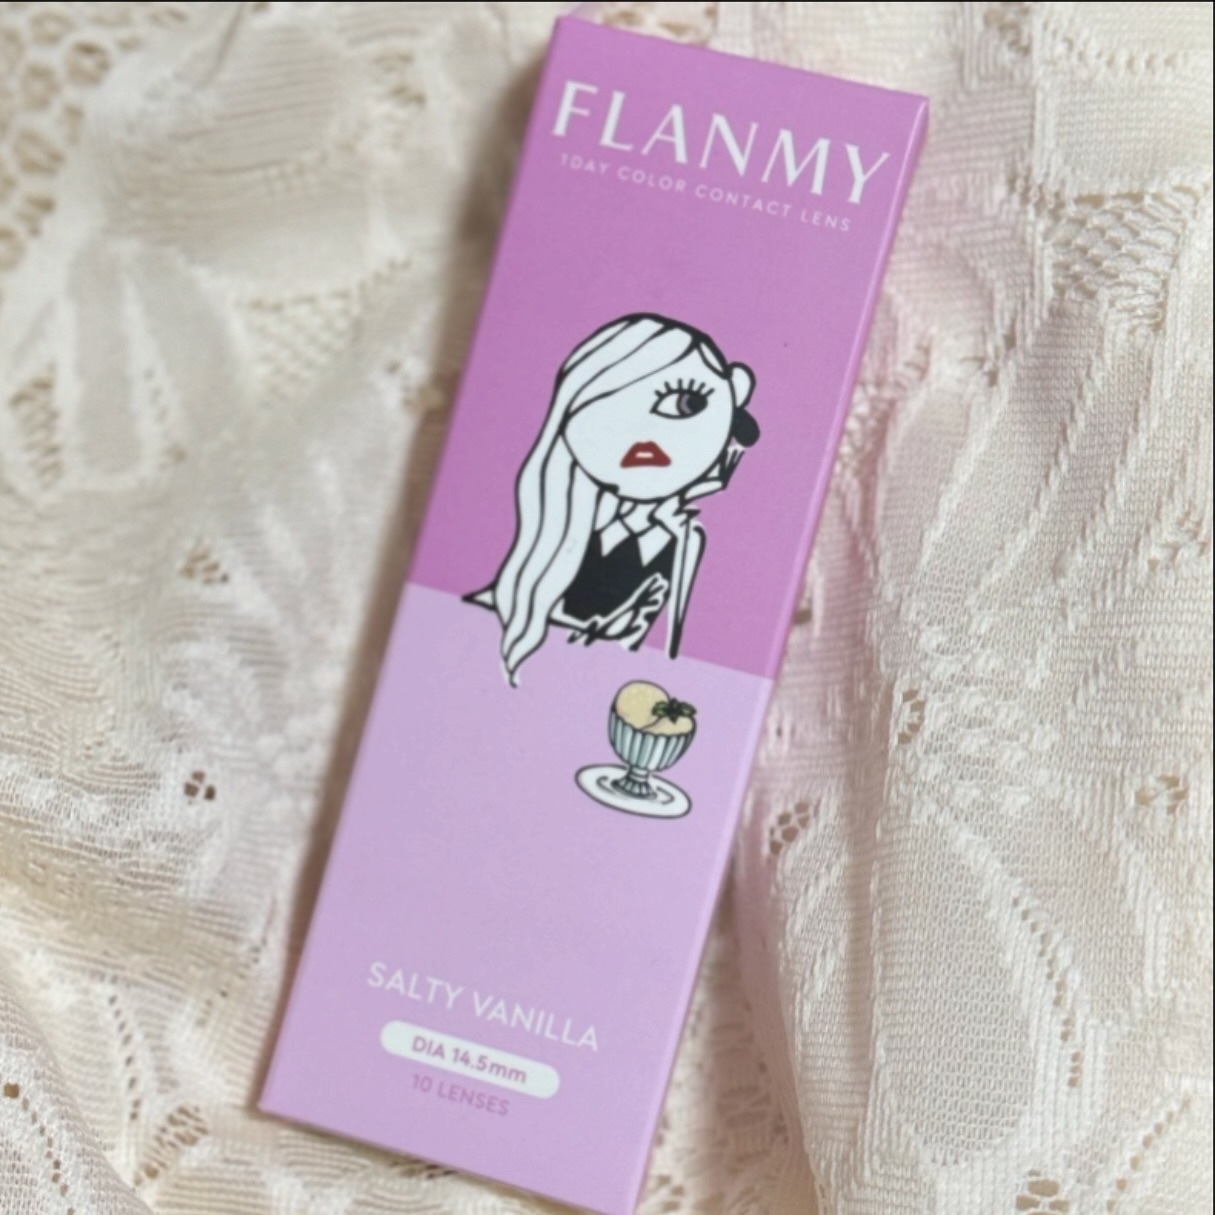 FLANMY
1DAY COLOR CONTACT LENS
SALTY VANILLA
DIA 14.5mm
10 LENSES